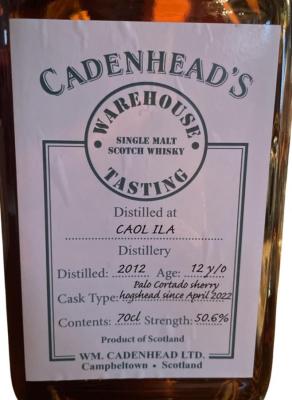 CADENHEAD'S
WAREHOUSE
SINGLE MALT
SCOTCH WHISKY
TASTING
Distilled at
CAOL ILA
Distillery
Distilled: 2012 Age: 12 y/o
Palo Cortado sherry
Cask Type: hogshead since April 2022
Contents: 70cl Strength: 50.6%
Product of Scotland
WM. CADENHEAD LTD.
Campbeltown • Scotland